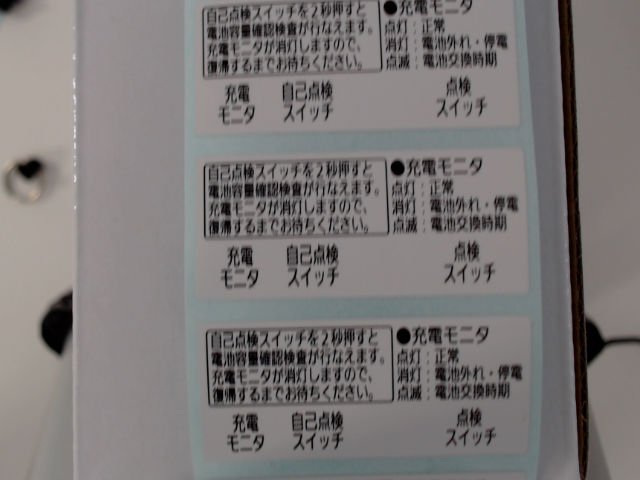 自己点検スイッチを2秒押すと
電池容量確認検査が行なえます。
充電モニタが消灯しますので、
復帰するまでお待ちください。
●充電モニタ
点灯：正常
消灯：電池外れ・停電
点滅：電池交換時期
充電
モニタ
自己点検
スイッチ
点検
スイッチ
自己点検スイッチを2秒押すと
電池容量確認検査が行なえます。
充電モニタが消灯しますので、
復帰するまでお待ちください。
●充電モニタ
点灯：正常
消灯：電池外れ・停電
点滅：電池交換時期
充電
モニタ
自己点検
スイッチ
点検
スイッチ
自己点検スイッチを2秒押すと
電池容量確認検査が行なえます。
充電モニタが消灯しますので、
復帰するまでお待ちください。
●充電モニタ
点灯：正常
消灯：電池外れ・停電
点滅：電池交換時期
充電
モニタ
自己点検
スイッチ
点検
スイッチ